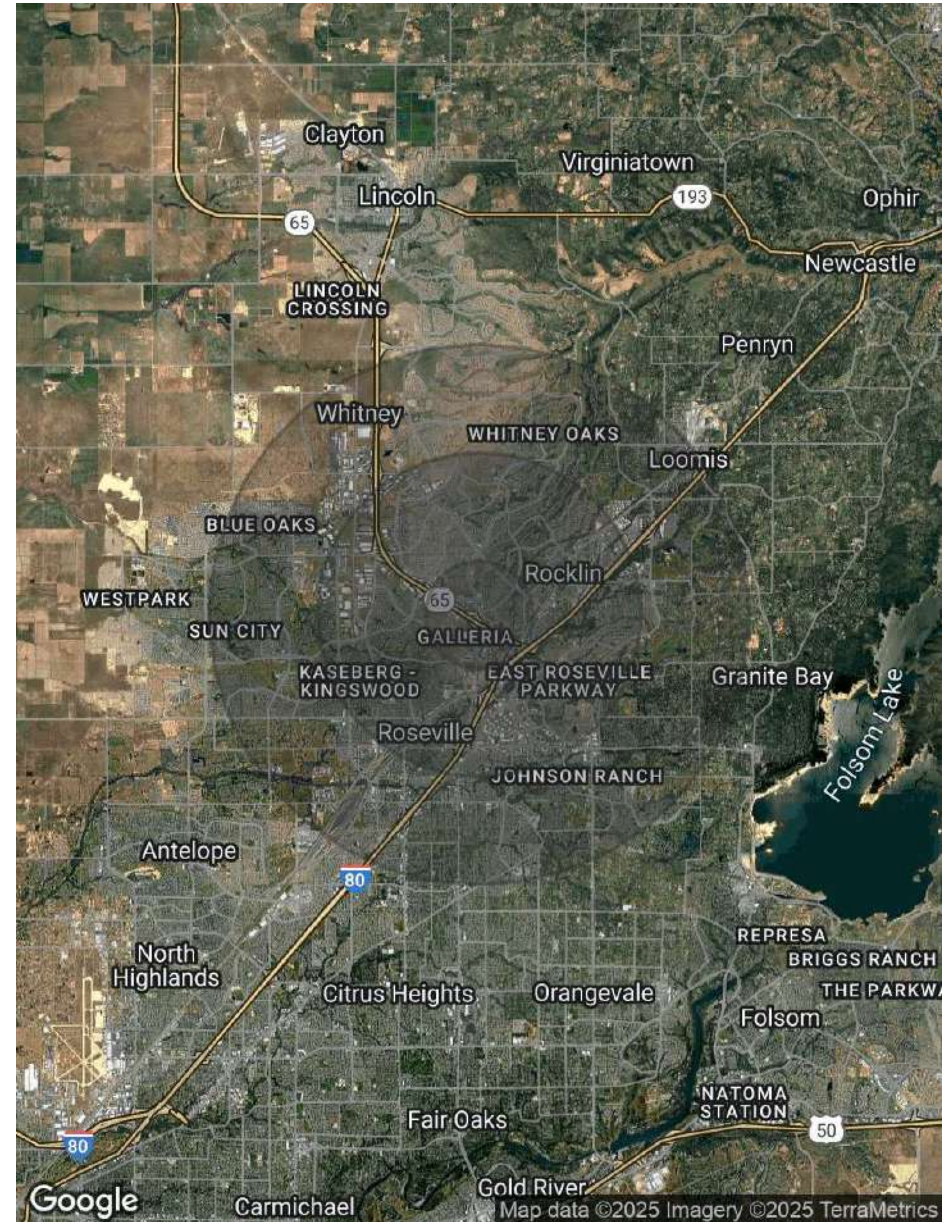 Clayton
Virginiatown
Lincoln
193
Ophir
65
Newcastle
LINCOLN
CROSSING
Penryn
Whitney
WHITNEY OAKS
Loomis
BLUE OAKS
Rocklin
WESTPARK
65
SUN CITY
GALLERIA
KASEBERG -
KINGSWOOD
EAST ROSEVILLE
PARKWAY
Granite Bay
Folsom Lake
Roseville
JOHNSON RANCH
Antelope
80
REPRESA
North
Highlands
BRIGGS RANCH
Citrus Heights
Orangevale
THE PARKWA
Folsom
NATOMA
STATION
Fair Oaks
50
80
Gold River
Google
Carmichael
Map data ©2025 Imagery ©2025 TerraMetrics